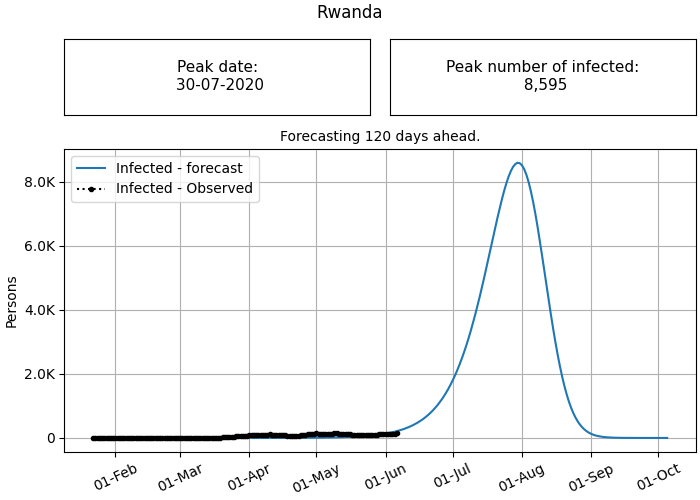 Rwanda
Peak date:
30-07-2020
Peak number of infected:
8,595
Forecasting 120 days ahead.
Infected - forecast
Infected - Observed
8.0K
6.0K
4.0K
2.0K
0
Persons
01-Feb
01-Mar
01-Apr
01-May
01-Jun
01-Jul
01-Aug
01-Sep
01-Oct